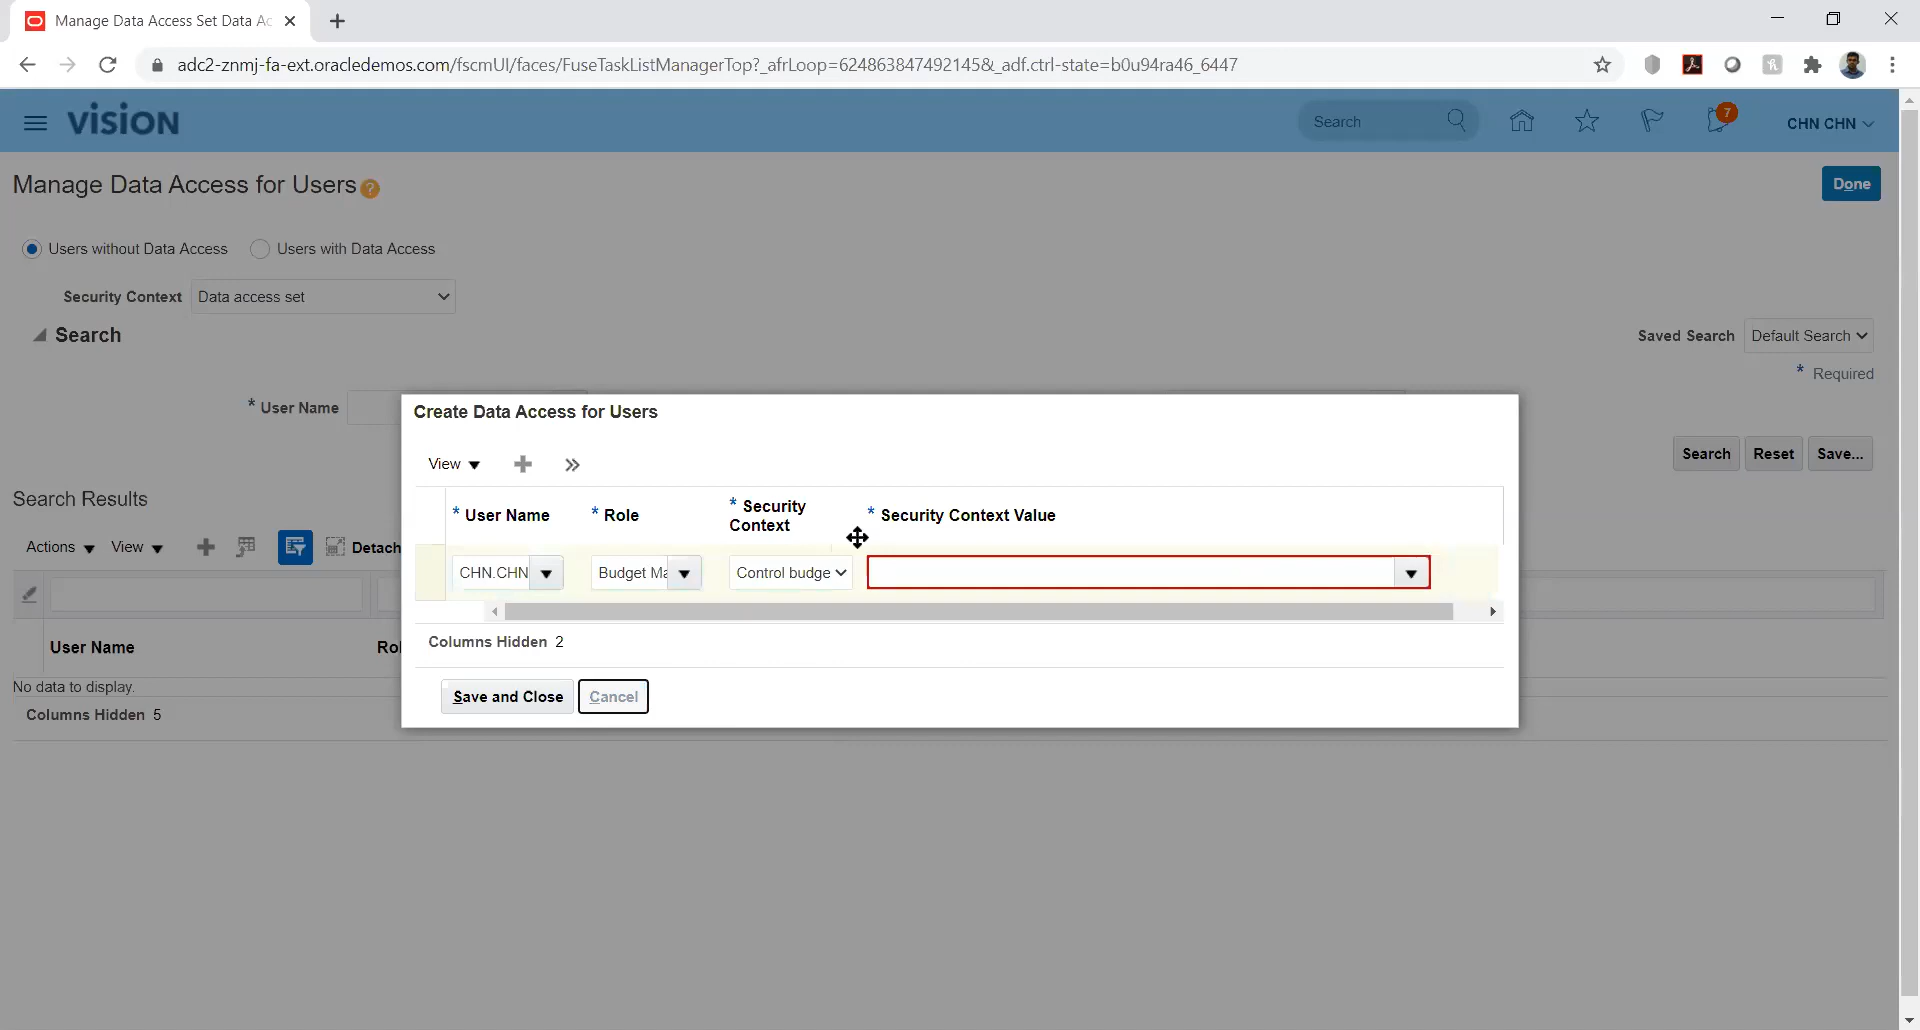 Manage Data Access Set Data Ac
adc2-znmj-fa-ext.oracledemos.com/fscmUI/faces/FuseTaskListManagerTop?_afrLoop=62486384749214​5&_adf.ctrl-state=b0u94ra46_6447
VISION
Search
7
CHN CHN
Manage Data Access for Users
?
Done
Users without Data Access
Users with Data Access
Security Context
Data access set
Search
Saved Search
Default Search
* Required
* User Name
Search
Reset
Save...
Create Data Access for Users
View
* User Name
* Role
* Security Context
* Security Context Value
CHN.CHN
Budget Ma
Control budge
Columns Hidden 2
Save and Close
Cancel
Search Results
Actions
View
Detach
User Name
Rol
No data to display.
Columns Hidden 5